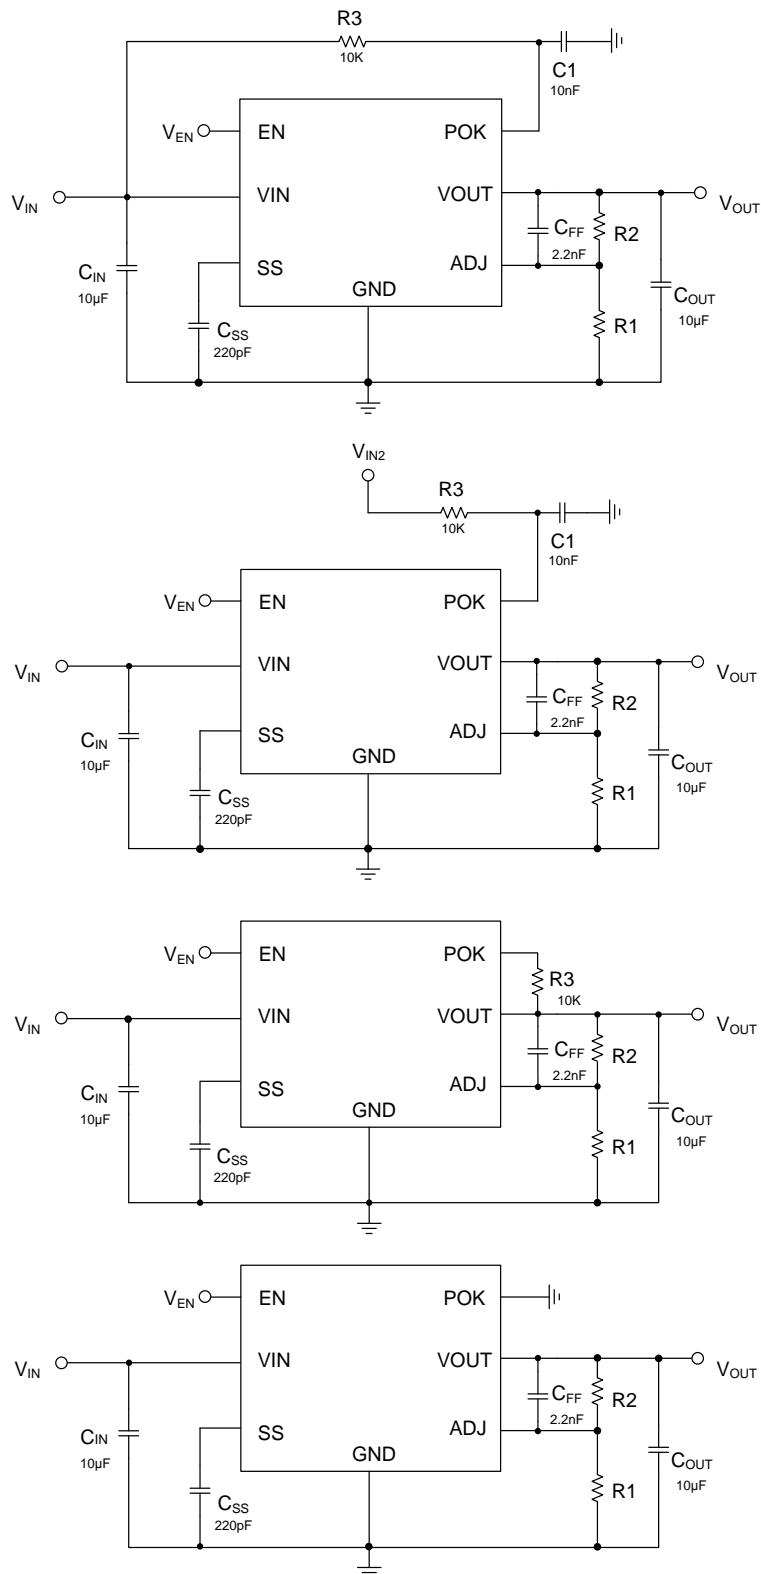 R3
10K
C1
10nF
VEN
EN
POK
VIN
VIN
VOUT
VOUT
CFF
2.2nF
R2
CIN
10µF
SS
ADJ
GND
CSS
220pF
R1
COUT
10µF
VIN2
R3
10K
C1
10nF
VEN
EN
POK
VIN
VIN
VOUT
VOUT
CFF
2.2nF
R2
CIN
10µF
SS
ADJ
GND
CSS
220pF
R1
COUT
10µF
VEN
EN
POK
R3
10K
VIN
VIN
VOUT
VOUT
CFF
2.2nF
R2
CIN
10µF
SS
ADJ
GND
CSS
220pF
R1
COUT
10µF
VEN
EN
POK
VIN
VIN
VOUT
VOUT
CFF
2.2nF
R2
CIN
10µF
SS
ADJ
GND
CSS
220pF
R1
COUT
10µF